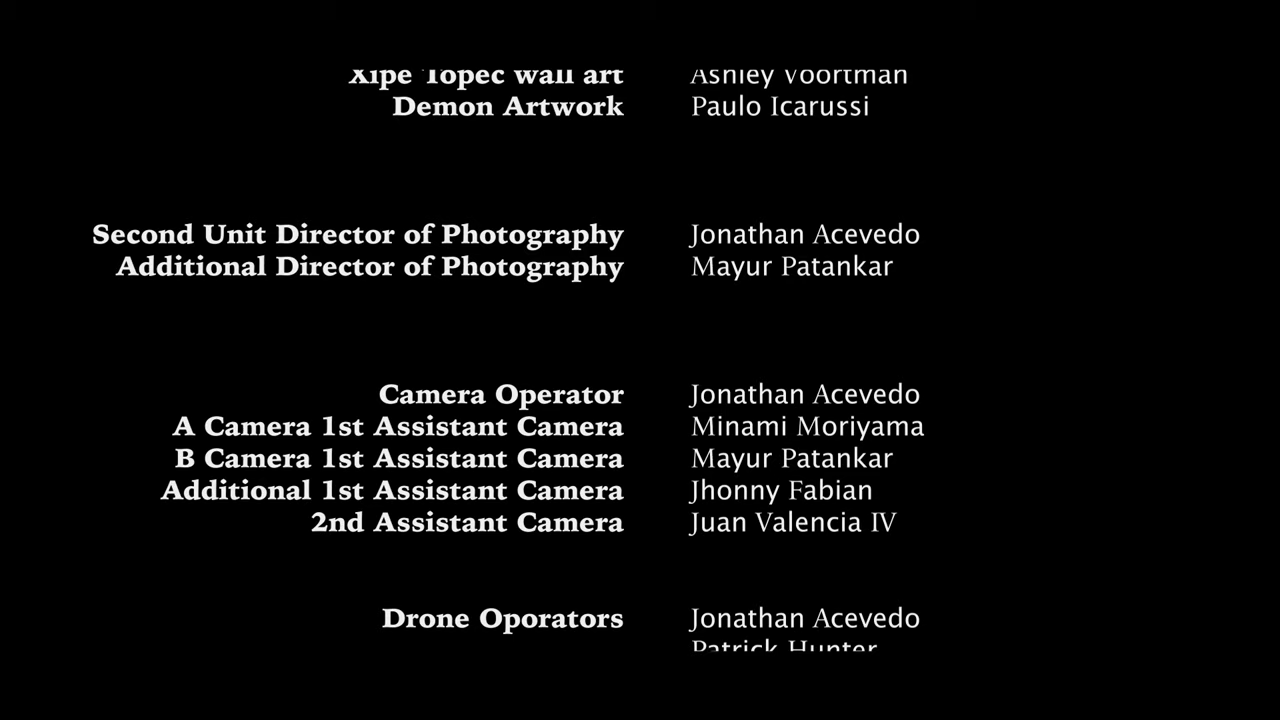 Xipe Topec wall art Ashley Voortman
Demon Artwork Paulo Icarussi
Second Unit Director of Photography Jonathan Acevedo
Additional Director of Photography Mayur Patankar
Camera Operator Jonathan Acevedo
A Camera 1st Assistant Camera Minami Moriyama
B Camera 1st Assistant Camera Mayur Patankar
Additional 1st Assistant Camera Jhonny Fabian
2nd Assistant Camera Juan Valencia IV
Drone Oporators Jonathan Acevedo
Patrick Hunter